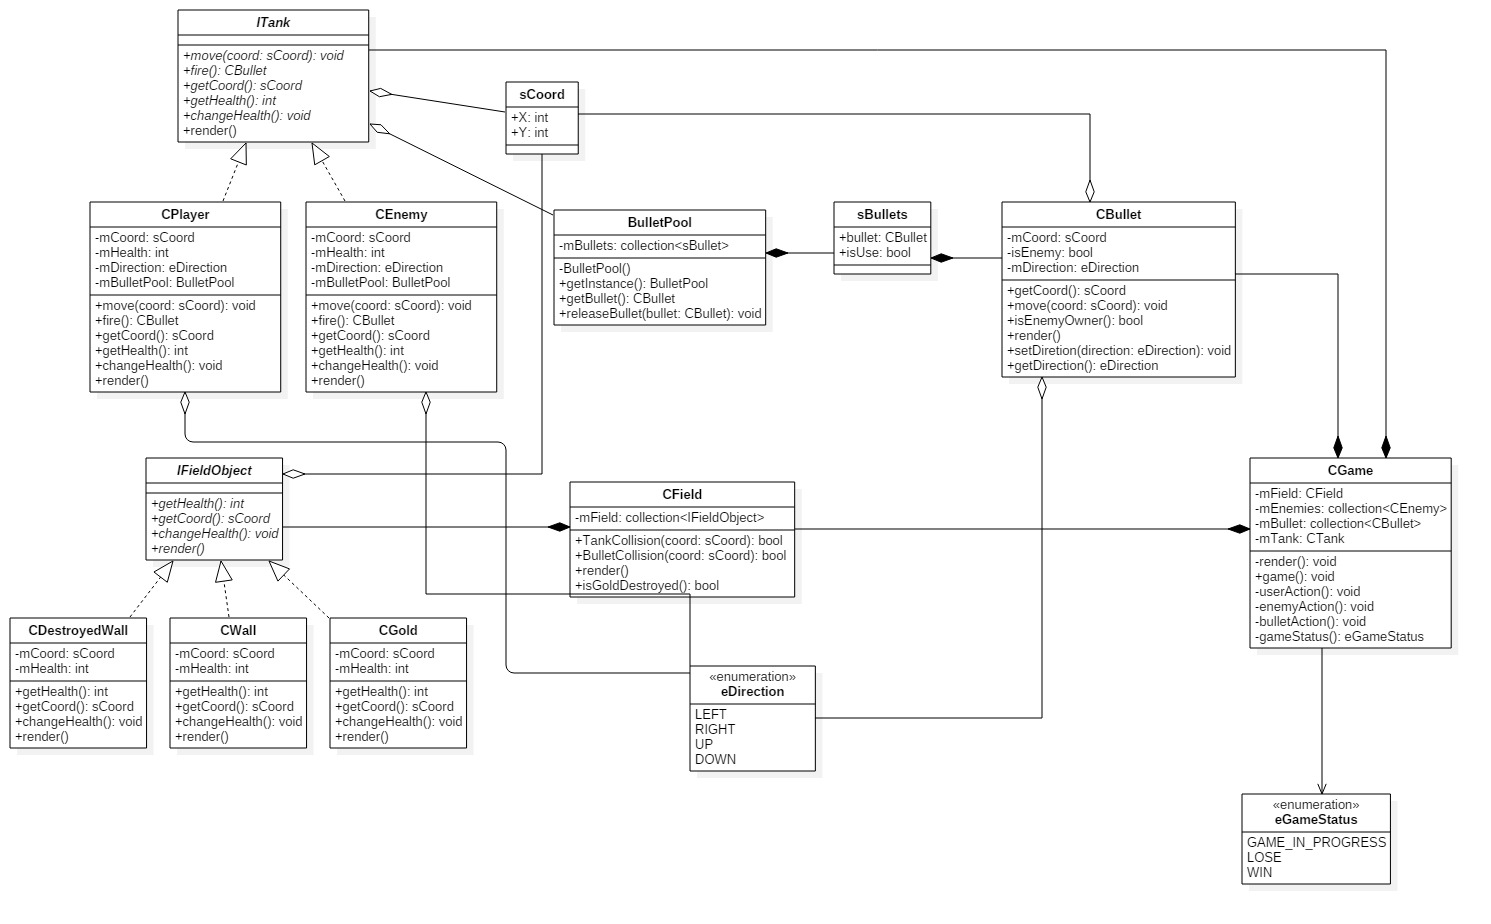 ITank
+move(coord: sCoord): void
+fire(): CBullet
+getCoord(): sCoord
+getHealth(): int
+changeHealth(): void
+render()
sCoord
+X: int
+Y: int
CPlayer
-mCoord: sCoord
-mHealth: int
-mDirection: eDirection
-mBulletPool: BulletPool
+move(coord: sCoord): void
+fire(): CBullet
+getCoord(): sCoord
+getHealth(): int
+changeHealth(): void
+render()
CEnemy
-mCoord: sCoord
-mHealth: int
-mDirection: eDirection
-mBulletPool: BulletPool
+move(coord: sCoord): void
+fire(): CBullet
+getCoord(): sCoord
+getHealth(): int
+changeHealth(): void
+render()
BulletPool
-mBullets: collection<sBullet>
-BulletPool()
+getInstance(): BulletPool
+getBullet(): CBullet
+releaseBullet(bullet: CBullet): void
sBullets
+bullet: CBullet
+isUse: bool
CBullet
-mCoord: sCoord
-isEnemy: bool
-mDirection: eDirection
+getCoord(): sCoord
+move(coord: sCoord): void
+isEnemyOwner(): bool
+render()
+setDiretion(direction: eDirection): void
+getDirection(): eDirection
IFieldObject
+getHealth(): int
+getCoord(): sCoord
+changeHealth(): void
+render()
CField
-mField: collection<IFieldObject>
+TankCollision(coord: sCoord): bool
+BulletCollision(coord: sCoord): bool
+render()
+isGoldDestroyed(): bool
CGame
-mField: CField
-mEnemies: collection<CEnemy>
-mBullet: collection<CBullet>
-mTank: CTank
-render(): void
+game(): void
-userAction(): void
-enemyAction(): void
-bulletAction(): void
-gameStatus(): eGameStatus
CDestroyedWall
-mCoord: sCoord
-mHealth: int
+getHealth(): int
+getCoord(): sCoord
+changeHealth(): void
+render()
CWall
-mCoord: sCoord
-mHealth: int
+getHealth(): int
+getCoord(): sCoord
+changeHealth(): void
+render()
CGold
-mCoord: sCoord
-mHealth: int
+getHealth(): int
+getCoord(): sCoord
+changeHealth(): void
+render()
«enumeration»
eDirection
LEFT
RIGHT
UP
DOWN
«enumeration»
eGameStatus
GAME_IN_PROGRESS
LOSE
WIN